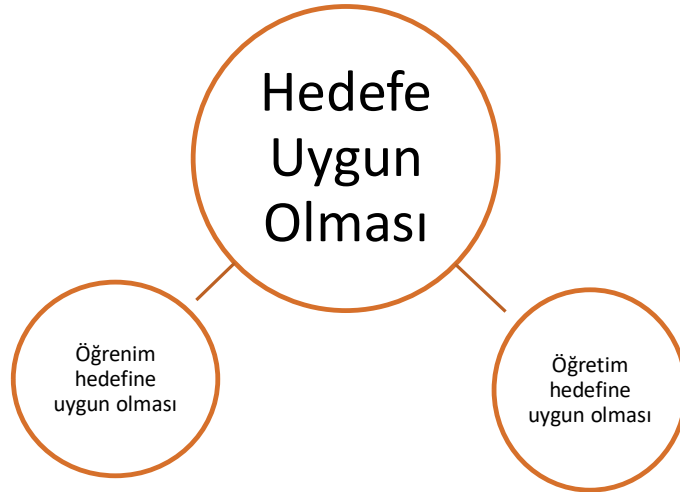 Hedefe
Uygun
Olması
Öğrenim
hedefine
uygun olması
Öğretim
hedefine
uygun olması